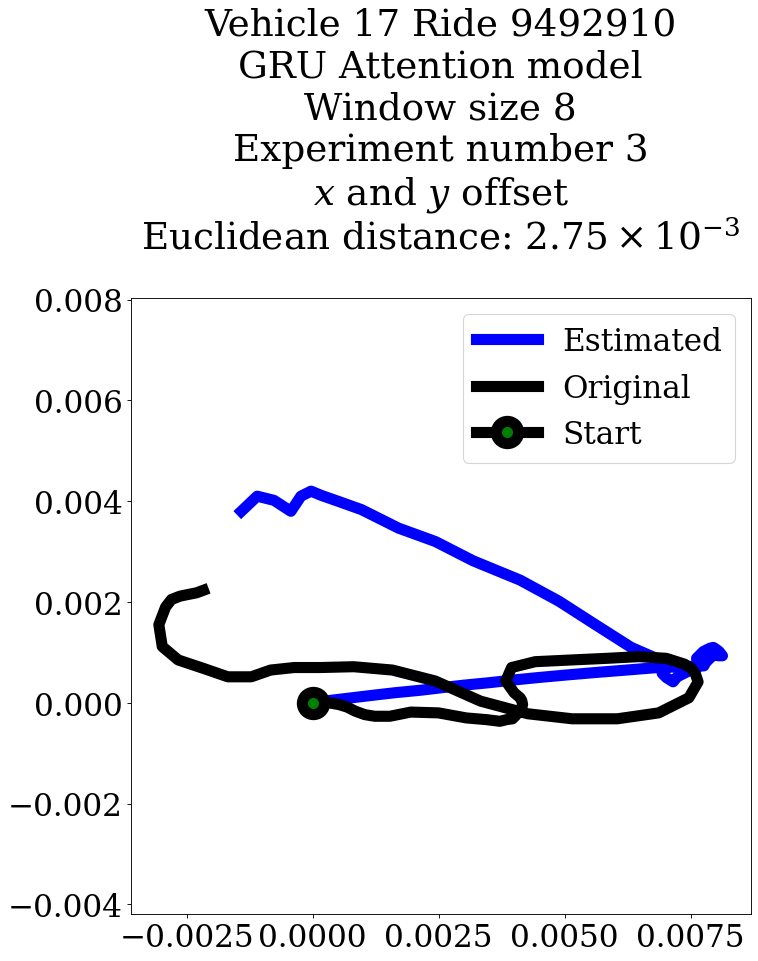 Vehicle 17 Ride 9492910
GRU Attention model
Window size 8
Experiment number 3
x and y offset
Euclidean distance: 2.75 × 10⁻³
0.008
0.006
0.004
0.002
0.000
−0.002
−0.004
Estimated
Original
Start
−0.0025 0.0000 0.0025 0.0050 0.0075